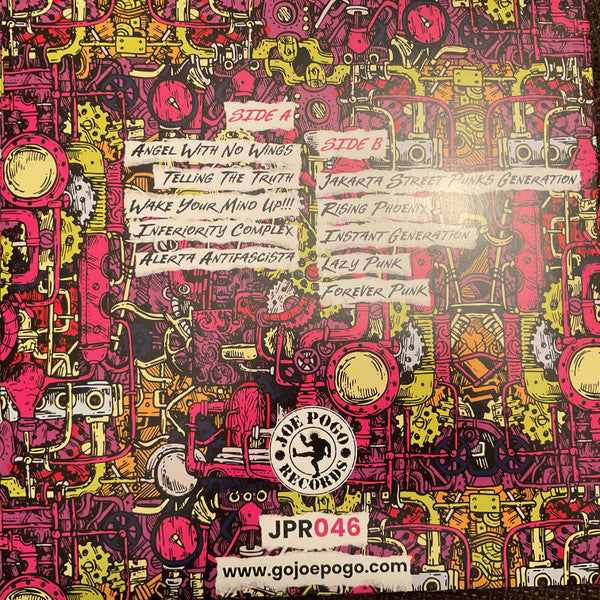 SIDE A
ANGEL WITH NO WINGS
TELLING THE TRUTH
WAKE YOUR MIND UP!!!
INFERIORITY COMPLEX
ALERTA ANTIFASCISTA
SIDE B
JAKARTA STREET PUNKS GENERATION
RISING PHOENIX
INSTANT GENERATION
LAZY PUNK
FOREVER PUNK
JOE POGO
RECORDS
JPR046
www.gojoepogo.com